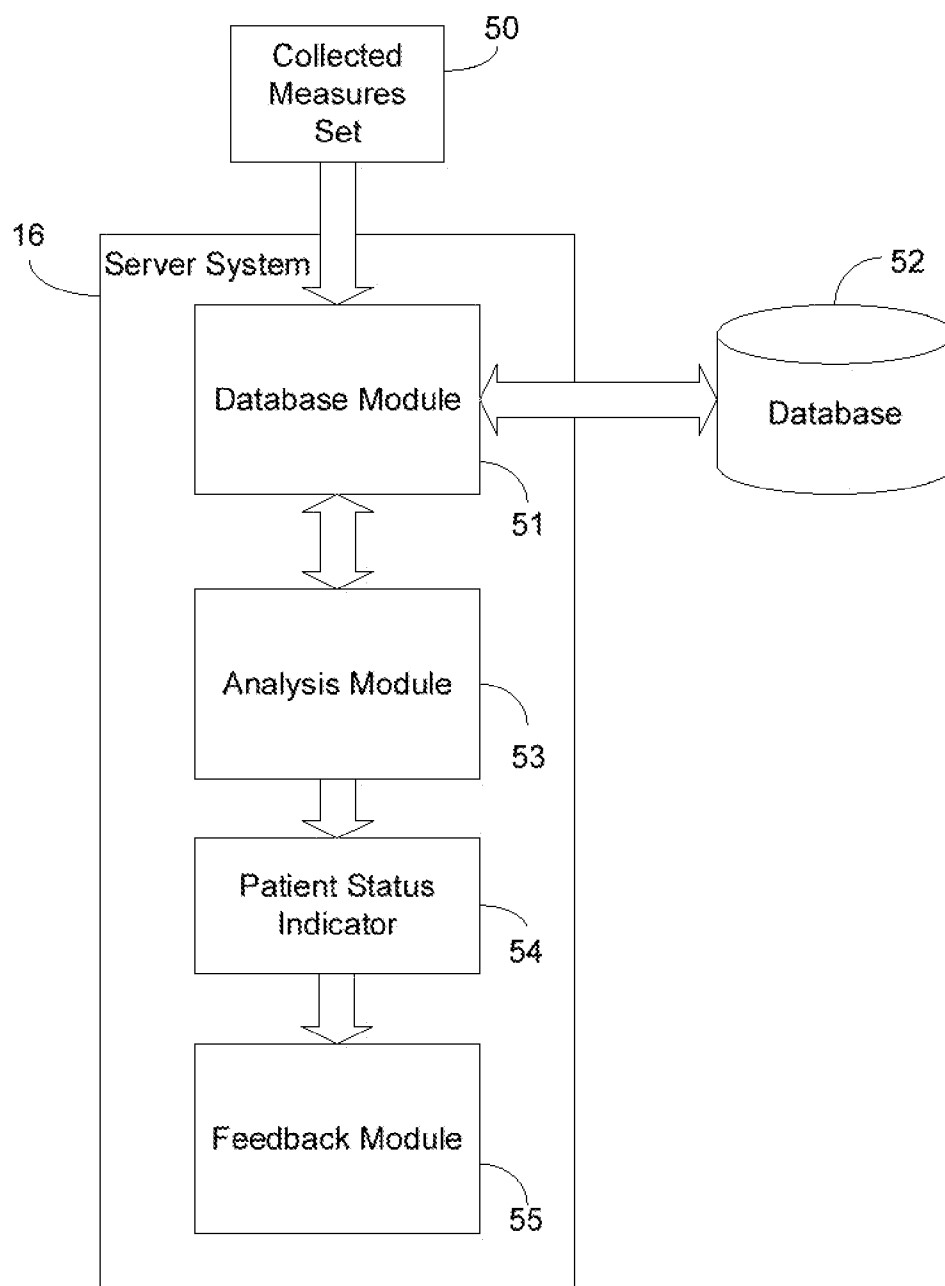 50
Collected
Measures
Set
16
Server System
52
Database Module
Database
51
Analysis Module
53
Patient Status
Indicator
54
Feedback Module
55